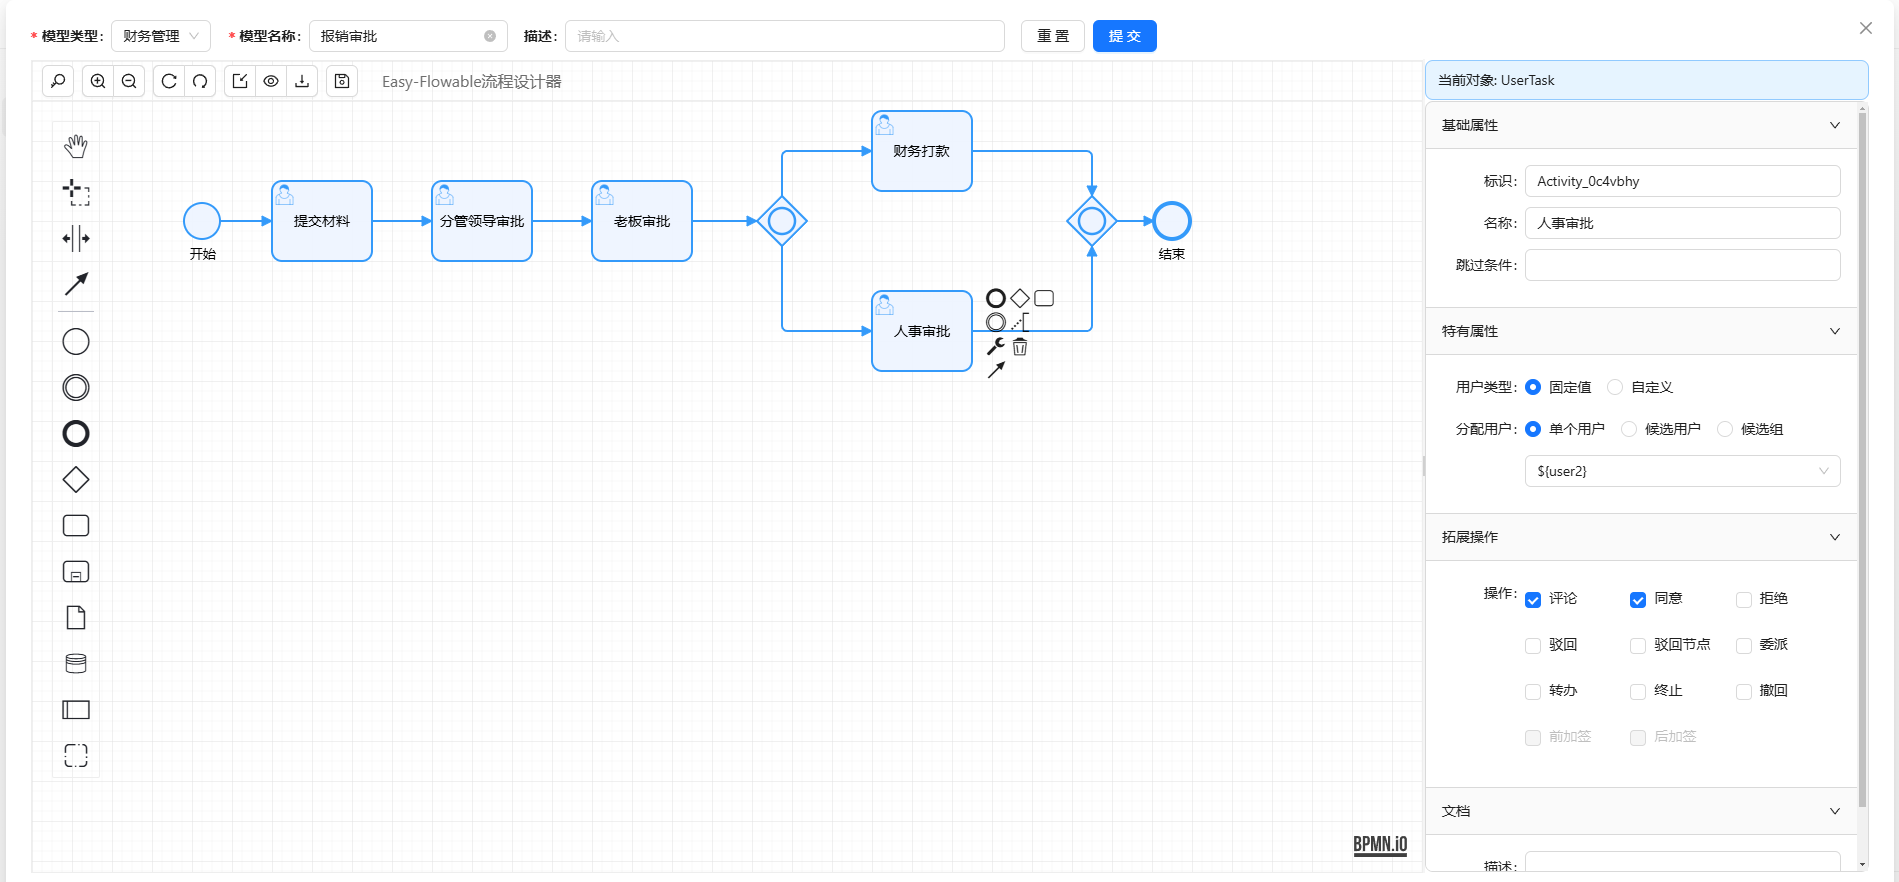 * 模型类型: 财务管理 * 模型名称: 报销审批 描述: 请输入 重 置 提 交
Easy-Flowable流程设计器
当前对象: UserTask
基础属性
标识: Activity_0c4vbhy
名称: 人事审批
跳过条件:
特有属性
用户类型: 固定值 自定义
分配用户: 单个用户 候选用户 候选组
${user2}
拓展操作
操作: 评论 同意 拒绝
驳回 驳回节点 委派
转办 终止 撤回
前加签 后加签
文档
描述:
开始
提交材料
分管领导审批
老板审批
财务打款
人事审批
结束
BPMN.iO